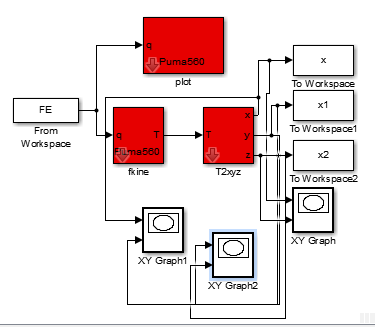 q
Puma560
plot
FE
From
Workspace
q
T
Puma560
fkine
T
x
y
z
T2xyz
x
To Workspace
x1
To Workspace1
x2
To Workspace2
XY Graph
XY Graph1
XY Graph2